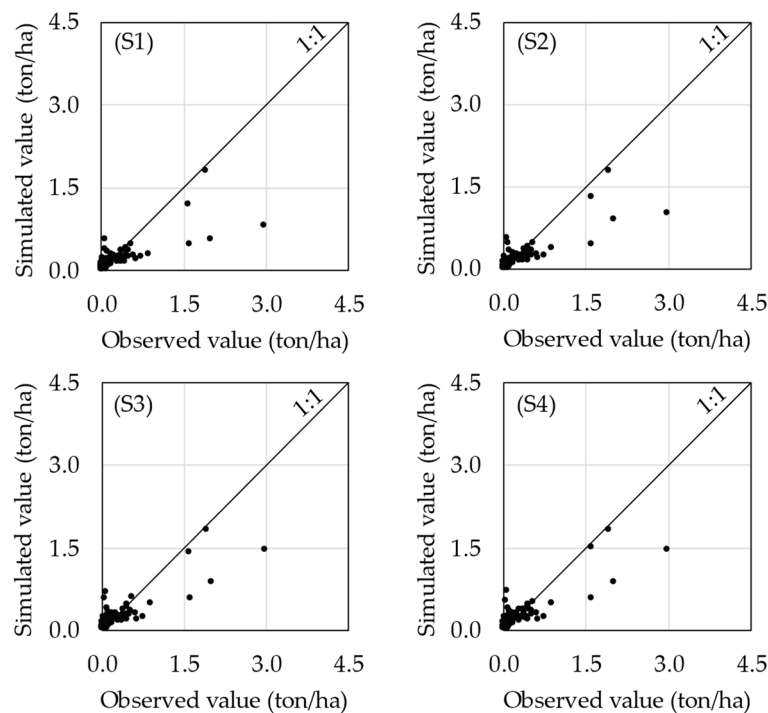 4.5 4.5
(S1) 1:1 (S2) 1:1
3.0 3.0
1.5 1.5
0.0 0.0
Simulated value (ton/ha) Simulated value (ton/ha)
0.0 1.5 3.0 4.5 0.0 1.5 3.0 4.5
Observed value (ton/ha) Observed value (ton/ha)
4.5 4.5
(S3) 1:1 (S4) 1:1
3.0 3.0
1.5 1.5
0.0 0.0
Simulated value (ton/ha) Simulated value (ton/ha)
0.0 1.5 3.0 4.5 0.0 1.5 3.0 4.5
Observed value (ton/ha) Observed value (ton/ha)